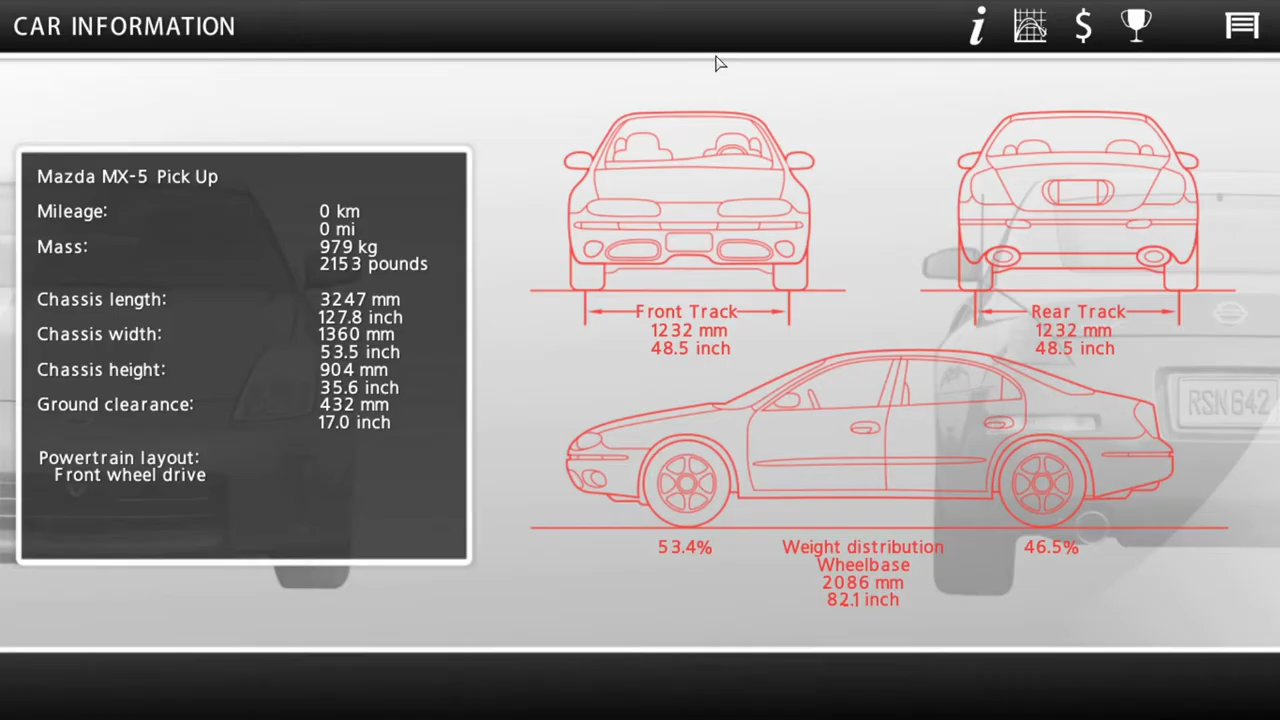 CAR INFORMATION
Mazda MX-5 Pick Up
Mileage: 0 km
0 mi
Mass: 979 kg
2153 pounds
Chassis length: 3247 mm
127.8 inch
Chassis width: 1360 mm
53.5 inch
Chassis height: 904 mm
35.6 inch
Ground clearance: 432 mm
17.0 inch
Powertrain layout:
Front wheel drive
Front Track
1232 mm
48.5 inch
Rear Track
1232 mm
48.5 inch
RSN642
53.4% Weight distribution 46.5%
Wheelbase
2086 mm
82.1 inch